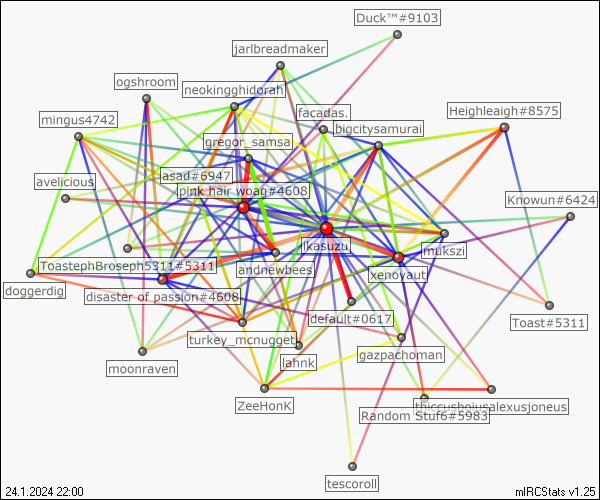 Duck™#9103
jarlbreadmaker
ogshroom
neokingghidorah
facadas.
Heighleaigh#8575
mingus4742
bigcitysamurai
gregor_samsa
asad#6947
avelicious
pink hair woag#4608
Knowun#6424
likasuzu
mukszi
ToastephBroseph5311#5311
andnewbees
xenoyaut
doggerdig
disaster of passion#4608
default#0617
Toast#5311
turkey_mcnugget
gazpachoman
lahnk
moonraven
ZeeHonK
thiccusboiusalexusjoneus
Random Stuf6#5983
tescoroll
24.1.2024 22:00
mIRCStats v1.25